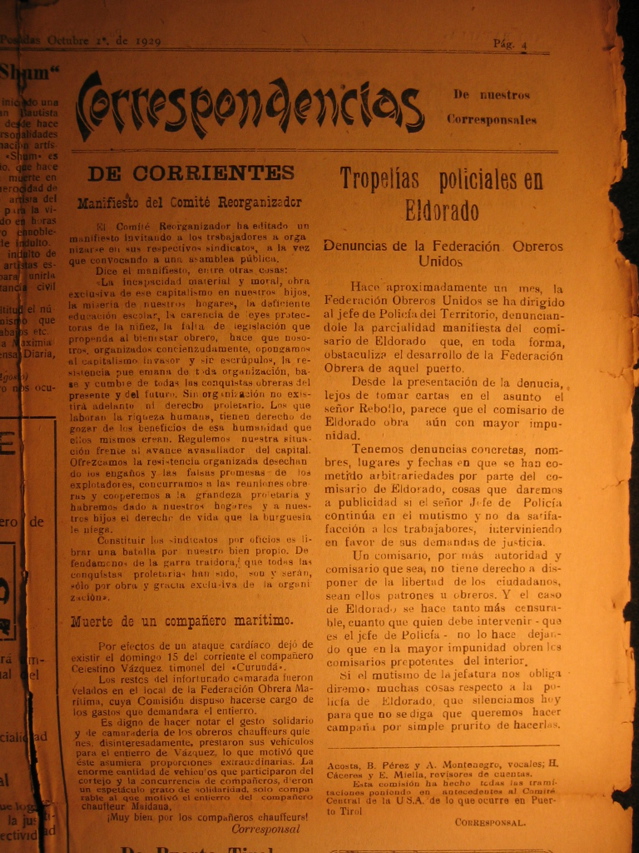 Posadas Octubre 1º. de 1929
Pág. 4
Correspondencias
De nuestros
Corresponsales
DE CORRIENTES
Manifiesto del Comité Reorganizador
El Comité Reorganizador ha editado un
manifiesto invitando a los trabajadores a orga
nizarse en sus respectivos sindicatos, a la vez
que convocando a una asamblea pública.
Dice el manifiesto, entre otras cosas:
«La incapacidad material y moral, obra
exclusiva de ese capitalismo en nuestros hijos,
la miseria de nuestros hogares, la deficiente
educación escolar, la carencia de leyes protec-
toras de la niñez, la falta de legislación que
propenda al bienestar obrero, hace que noso-
tros, organizados concienzudamente, opongamos
al capitalismo invasor y sin escrúpulos, la re-
sistencia que emana de toda organización, ba-
se y cumbre de todas las conquistas obreras del
presente y del futuro. Sin organización no exis-
tirá adelanto ni derecho proletario. Los que
laboran la riqueza humana, tienen derecho de
gozar de los beneficios de esa humanidad que
ellos mismos crean. Regulemos nuestra situa-
ción frente al avance avasallador del capital.
Ofrezcamos la resistencia organizada desechan
do los engaños y las falsas promesas de los
explotadores, concurramos a las reuniones obre-
ras y cooperemos a la grandeza proletaria y
habremos dado a nuestros hogares y a nues-
tros hijos el derecho de vida que la burguesía
le niega.
Constituir los sindicatos por oficios es li-
brar una batalla por nuestro bien propio. De
fendamonos de la garra traidora, que todas las
conquistas proletarias han sido, son y serán,
sólo por obra y gracia exclusiva de la organi
zación».
Muerte de un compañero marítimo.
Por efectos de un ataque cardíaco dejó de
existir el domingo 15 del corriente el compañero
Celestino Vázquez, timonel del «Curundá».
Los restos del infortunado camarada fueron
velados en el local de la Federación Obrera Ma-
rítima, cuya Comisión dispuso hacerse cargo de
los gastos que demandara el entierro.
Es digno de hacer notar el gesto solidario
y de camaradería de los obreros chauffeurs quie
nes, disinteresadamente, prestaron sus vehículos
para el entierro de Vázquez, lo que motivó que
éste asumiera proporciones extraordinarias. La
enorme cantidad de vehículos que participaron del
cortejo y la concurrencia de compañeros, dieron
un espetáculo grato de solidaridad, solo compa-
rable al que motivó el entierro del compañero
chauffeur Maidana.
¡Muy bien, por los compañeros chauffeurs!
Corresponsal
Tropelías policiales en
Eldorado
Denuncias de la Federación Obreros
Unidos
Hace aproximadamente un mes, la
Federación Obreros Unidos se ha dirigido
al jefe de Policía del Territorio, denuncian-
dole la parcialidad manifiesta del comi-
sario de Eldorado que, en toda forma,
obstaculiza el desarrollo de la Federación
Obrera de aquel puerto.
Desde la presentación de la denucia,
lejos de tomar cartas en el asunto el
señor Rebollo, parece que el comisario de
Eldorado obra aún con mayor impu-
nidad.
Tenemos denuncias concretas, nom-
bres, lugares y fechas en que se han co-
metido arbitrariedades por parte del co-
misario de Eldorado, cosas que daremos
a publicidad si el señor Jefe de Policía
continúa en el mutismo y no da satifa-
facción a los trabajadores, interviniendo
en favor de sus demandas de justicia.
Un comisario, por más autoridad y
comisario que sea, no tiene derecho a dis-
poner de la libertad de los ciudadanos,
sean ellos patrones u obreros. Y el caso
de Eldorado se hace tanto más censura-
ble, cuanto que quien debe intervenir - que
es el jefe de Policía - no lo hace dejan-
do que en la mayor impunidad obren los
comisarios prepotentes del interior.
Si el mutismo de la jefatura nos obliga
diremos muchas cosas respecto a la po-
licía de Eldorado, que silenciamos hoy
para que no se diga que queremos hacer
campaña por simple prurito de hacerlas.
Acosta, B. Pérez y A. Montenegro, vocales; H.
Cáceres y E. Miella, revisores de cuentas.
Esta comisión ha hecho todas las trami-
taciones poniendo en antecedentes al Comité
Central de la U S A. de lo que ocurre en Puer-
to Tirol
CORRESPONSAL.